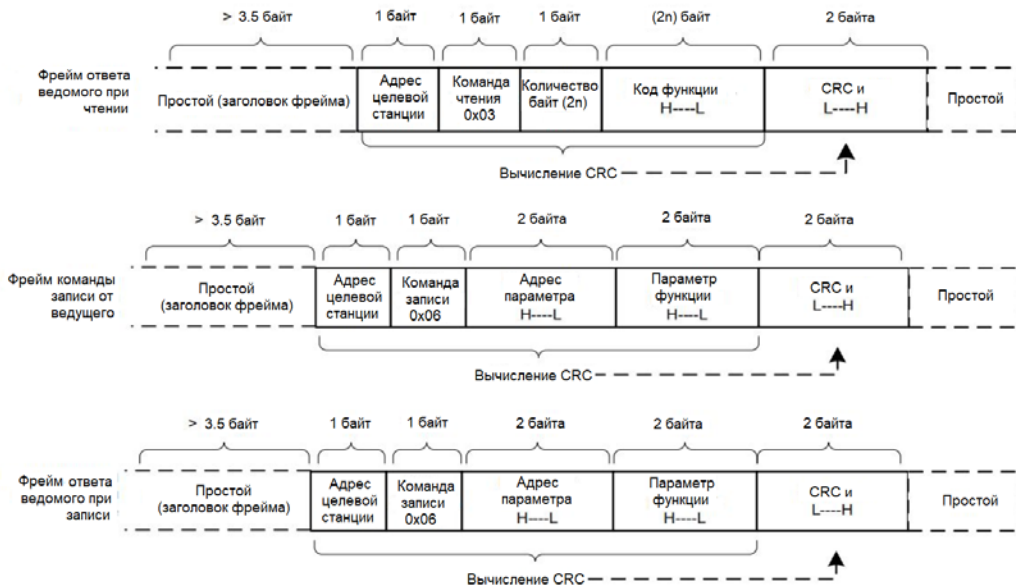 > 3.5 байт
1 байт
1 байт
1 байт
(2n) байт
2 байта
Фрейм ответа
ведомого при
чтении
Простой (заголовок фрейма)
Адрес
целевой
станции
Команда
чтения
0x03
Количество
байт (2n)
Код функции
H----L
CRC и
L----H
Простой
Вычисление CRC
> 3.5 байт
1 байт
1 байт
2 байта
2 байта
2 байта
Фрейм команды
записи от
ведущего
Простой
(заголовок фрейма)
Адрес
целевой
станции
Команда
записи
0x06
Адрес
параметра
H----L
Параметр
функции
H----L
CRC и
L----H
Простой
Вычисление CRC
> 3.5 байт
1 байт
1 байт
2 байта
2 байта
2 байта
Фрейм ответа
ведомого при
записи
Простой
(заголовок фрейма)
Адрес
целевой
станции
Команда
записи
0x06
Адрес
параметра
H----L
Параметр
функции
H----L
CRC и
L----H
Простой
Вычисление CRC